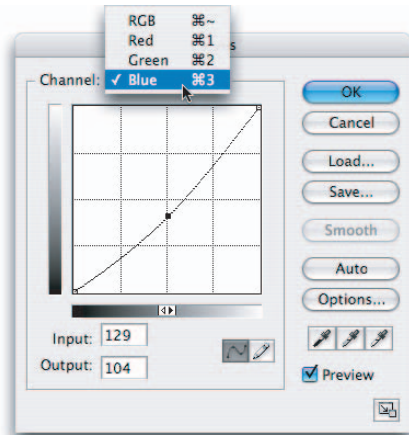 RGB ⌘~
Red ⌘1
Green ⌘2
Channel: ✓ Blue ⌘3
OK
Cancel
Load...
Save...
Smooth
Auto
Options...
Input: 129
Output: 104
Preview